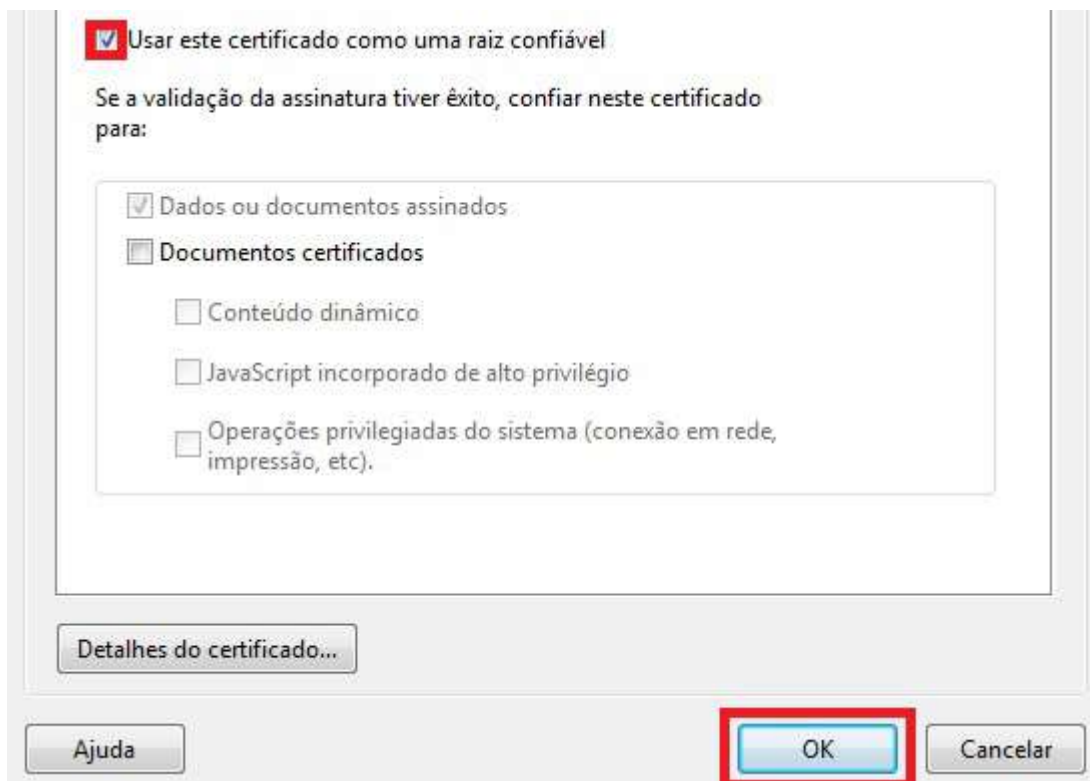 Usar este certificado como uma raiz confiável
Se a validação da assinatura tiver êxito, confiar neste certificado
para:
Dados ou documentos assinados
Documentos certificados
Conteúdo dinâmico
JavaScript incorporado de alto privilégio
Operações privilegiadas do sistema (conexão em rede,
impressão, etc).
Detalhes do certificado...
Ajuda
OK
Cancelar